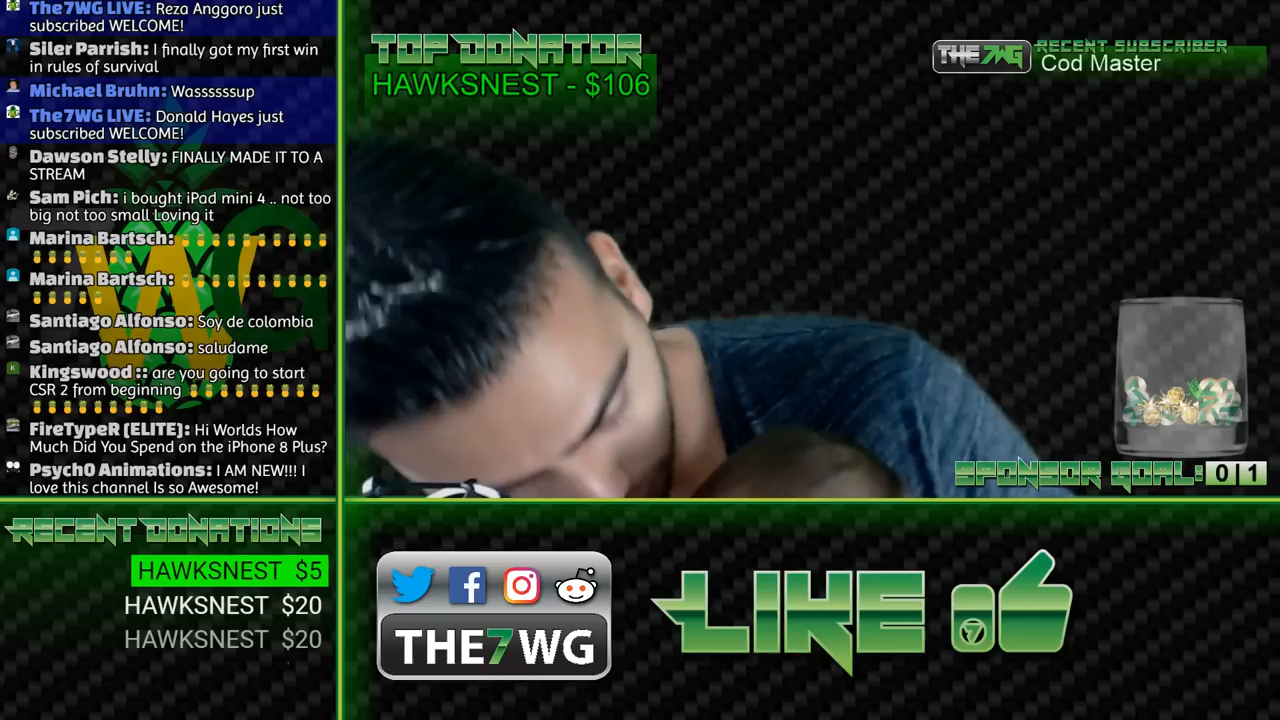 The7WG LIVE: Reza Anggoro just
subscribed WELCOME!
Siler Parrish: I finally got my first win
in rules of survival
Michael Bruhn: Wassssssup
The7WG LIVE: Donald Hayes just
subscribed WELCOME!
Dawson Stelly: FINALLY MADE IT TO A
STREAM
Sam Pich: i bought iPad mini 4 .. not too
big not too small Loving it
Marina Bartsch: 🍍🍍🍍🍍🍍🍍🍍🍍🍍🍍
🍍🍍🍍🍍🍍🍍🍍
Marina Bartsch: 🍍🍍🍍🍍🍍🍍🍍🍍🍍🍍
🍍🍍🍍🍍🍍
Santiago Alfonso: Soy de colombia
Santiago Alfonso: saludame
Kingswood :: are you going to start
CSR 2 from beginning 🍍🍍🍍🍍🍍🍍🍍🍍🍍
🍍🍍🍍🍍🍍🍍🍍🍍🍍
FireTypeR (ELITE): Hi Worlds How
Much Did You Spend on the iPhone 8 Plus?
Psych0 Animations: I AM NEW!!! I
love this channel Is so Awesome!
RECENT DONATIONS
HAWKSNEST $5
HAWKSNEST $20
HAWKSNEST $20
TOP DONATOR
HAWKSNEST - $106
THE7WG
RECENT SUBSCRIBER
Cod Master
SPONSOR GOAL: 01
THE7WG
LIKE
7
WG